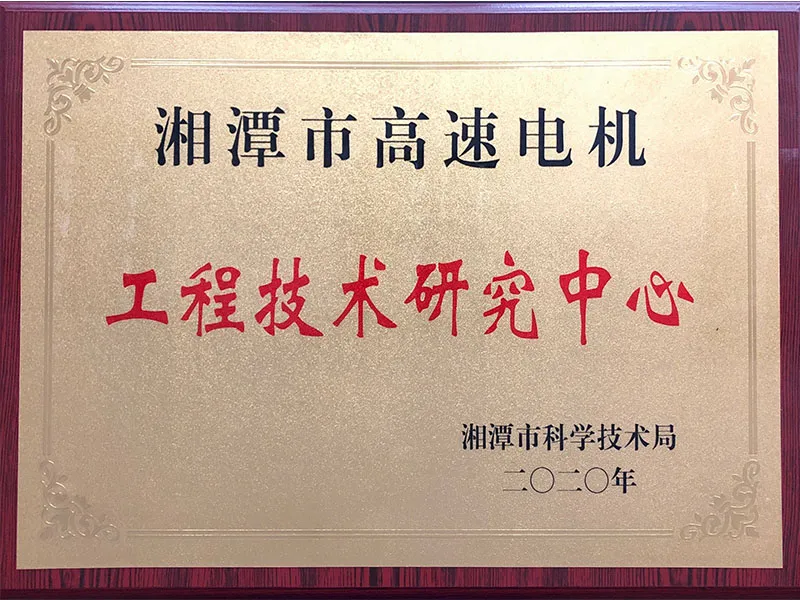 湘潭市高速电机
工程技术研究中心
湘潭市科学技术局
二〇二〇年